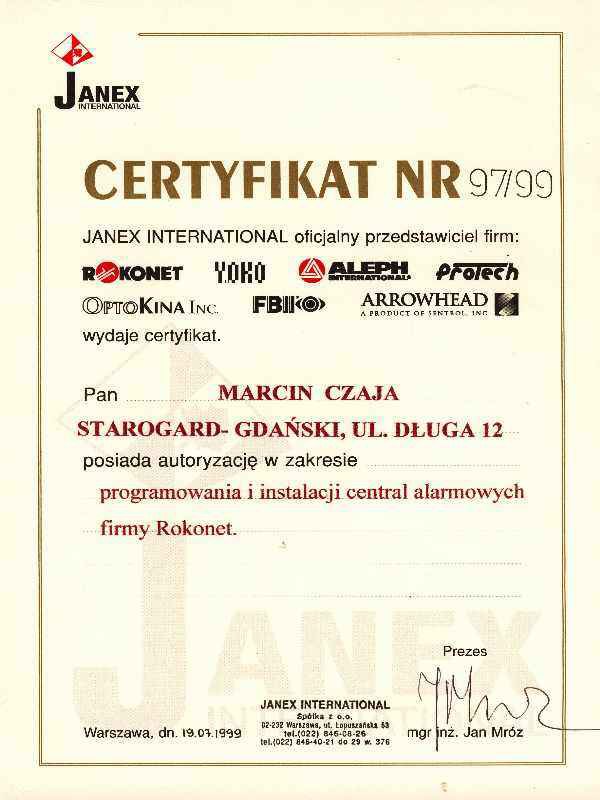 JANEX
INTERNATIONAL
CERTYFIKAT NR 97/99
JANEX INTERNATIONAL oficjalny przedstawiciel firm:
ROKONET YOKO ALEPH INTERNATIONAL Protech
OPTOKINA INC. FBII ARROWHEAD
A PRODUCT OF SENTROL, INC
wydaje certyfikat.
Pan MARCIN CZAJA
STAROGARD- GDAŃSKI, UL. DŁUGA 12
posiada autoryzację w zakresie
programowania i instalacji central alarmowych
firmy Rokonet.
JANEX
INTERNATIONAL
Prezes
JANEX INTERNATIONAL
Spółka z o.o.
02-232 Warszawa, ul. Łopuszańska 53
tel.(022) 846-08-26
tel.(022) 846-40-21 do 29 w. 376
Warszawa, dn. 19.07.1999
mgr inż. Jan Mróz